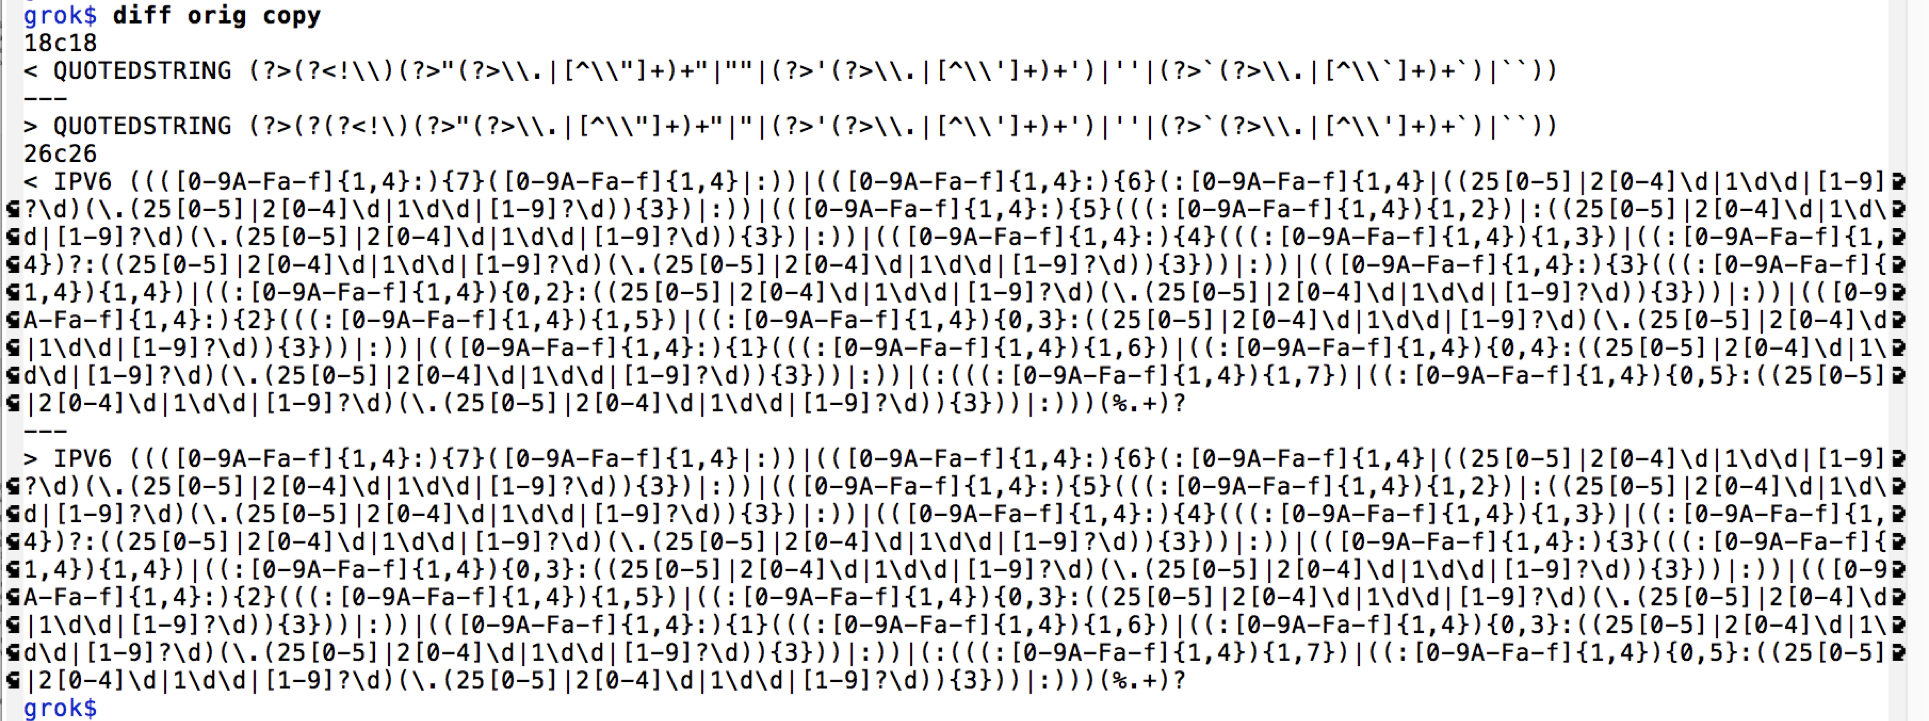 grok$ diff orig copy
18c18
< QUOTEDSTRING (?>(?<!\\)(?>"(?>\\.|[^\\"]+)+"|""|(?>'(?>\\.|[^\\']+)+')|''|(?>`(?>\\.|[^\\`]+)+`)|``))
---
> QUOTEDSTRING (?>(?(?<!\)(?>"(?>\\.|[^\\"]+)+"|"|(?>'(?>\\.|[^\\']+)+')|''|(?>`(?>\\.|[^\\']+)+`)|``))
26c26
< IPV6 ((([0-9A-Fa-f]{1,4}:){7}([0-9A-Fa-f]{1,4}|:))|(([0-9A-Fa-f]{1,4}:){6}(:[0-9A-Fa-f]{1,4}|((25[0-5]|2[0-4]\d|1\d\d|[1-9]
?\d)(\.(25[0-5]|2[0-4]\d|1\d\d|[1-9]?\d)){3})|:))|(([0-9A-Fa-f]{1,4}:){5}(((:[0-9A-Fa-f]{1,4}){1,2})|:((25[0-5]|2[0-4]\d|1\d\
d|[1-9]?\d)(\.(25[0-5]|2[0-4]\d|1\d\d|[1-9]?\d)){3})|:))|(([0-9A-Fa-f]{1,4}:){4}(((:[0-9A-Fa-f]{1,4}){1,3})|((:[0-9A-Fa-f]{1,
4})?:((25[0-5]|2[0-4]\d|1\d\d|[1-9]?\d)(\.(25[0-5]|2[0-4]\d|1\d\d|[1-9]?\d)){3}))|:))|(([0-9A-Fa-f]{1,4}:){3}(((:[0-9A-Fa-f]{
1,4}){1,4})|((:[0-9A-Fa-f]{1,4}){0,2}:((25[0-5]|2[0-4]\d|1\d\d|[1-9]?\d)(\.(25[0-5]|2[0-4]\d|1\d\d|[1-9]?\d)){3}))|:))|(([0-9
A-Fa-f]{1,4}:){2}(((:[0-9A-Fa-f]{1,4}){1,5})|((:[0-9A-Fa-f]{1,4}){0,3}:((25[0-5]|2[0-4]\d|1\d\d|[1-9]?\d)(\.(25[0-5]|2[0-4]\d
|1\d\d|[1-9]?\d)){3}))|:))|(([0-9A-Fa-f]{1,4}:){1}(((:[0-9A-Fa-f]{1,4}){1,6})|((:[0-9A-Fa-f]{1,4}){0,4}:((25[0-5]|2[0-4]\d|1\
d\d|[1-9]?\d)(\.(25[0-5]|2[0-4]\d|1\d\d|[1-9]?\d)){3}))|:))|(:(((:[0-9A-Fa-f]{1,4}){1,7})|((:[0-9A-Fa-f]{1,4}){0,5}:((25[0-5]
|2[0-4]\d|1\d\d|[1-9]?\d)(\.(25[0-5]|2[0-4]\d|1\d\d|[1-9]?\d)){3}))|:)))(%.+)?
---
> IPV6 ((([0-9A-Fa-f]{1,4}:){7}([0-9A-Fa-f]{1,4}|:))|(([0-9A-Fa-f]{1,4}:){6}(:[0-9A-Fa-f]{1,4}|((25[0-5]|2[0-4]\d|1\d\d|[1-9]
?\d)(\.(25[0-5]|2[0-4]\d|1\d\d|[1-9]?\d)){3})|:))|(([0-9A-Fa-f]{1,4}:){5}(((:[0-9A-Fa-f]{1,4}){1,2})|:((25[0-5]|2[0-4]\d|1\d\
d|[1-9]?\d)(\.(25[0-5]|2[0-4]\d|1\d\d|[1-9]?\d)){3})|:))|(([0-9A-Fa-f]{1,4}:){4}(((:[0-9A-Fa-f]{1,4}){1,3})|((:[0-9A-Fa-f]{1,
4})?:((25[0-5]|2[0-4]\d|1\d\d|[1-9]?\d)(\.(25[0-5]|2[0-4]\d|1\d\d|[1-9]?\d)){3}))|:))|(([0-9A-Fa-f]{1,4}:){3}(((:[0-9A-Fa-f]{
1,4}){1,4})|((:[0-9A-Fa-f]{1,4}){0,3}:((25[0-5]|2[0-4]\d|1\d\d|[1-9]?\d)(\.(25[0-5]|2[0-4]\d|1\d\d|[1-9]?\d)){3}))|:))|(([0-9
A-Fa-f]{1,4}:){2}(((:[0-9A-Fa-f]{1,4}){1,5})|((:[0-9A-Fa-f]{1,4}){0,3}:((25[0-5]|2[0-4]\d|1\d\d|[1-9]?\d)(\.(25[0-5]|2[0-4]\d
|1\d\d|[1-9]?\d)){3}))|:))|(([0-9A-Fa-f]{1,4}:){1}(((:[0-9A-Fa-f]{1,4}){1,6})|((:[0-9A-Fa-f]{1,4}){0,3}:((25[0-5]|2[0-4]\d|1\
d\d|[1-9]?\d)(\.(25[0-5]|2[0-4]\d|1\d\d|[1-9]?\d)){3}))|:))|(:(((:[0-9A-Fa-f]{1,4}){1,7})|((:[0-9A-Fa-f]{1,4}){0,5}:((25[0-5]
|2[0-4]\d|1\d\d|[1-9]?\d)(\.(25[0-5]|2[0-4]\d|1\d\d|[1-9]?\d)){3}))|:)))(%.+)?
grok$